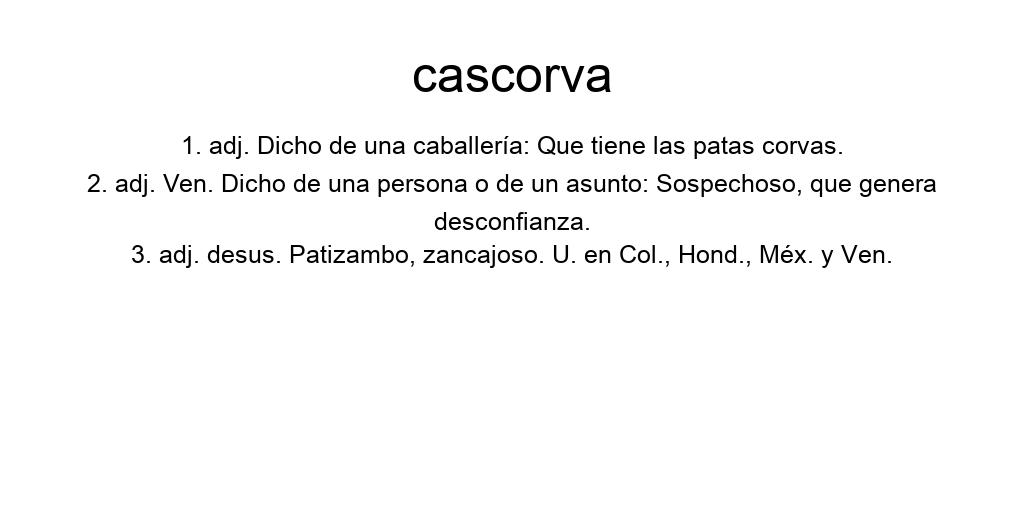 cascorva
1. adj. Dicho de una caballería: Que tiene las patas corvas.
2. adj. Ven. Dicho de una persona o de un asunto: Sospechoso, que genera
desconfianza.
3. adj. desus. Patizambo, zancajoso. U. en Col., Hond., Méx. y Ven.